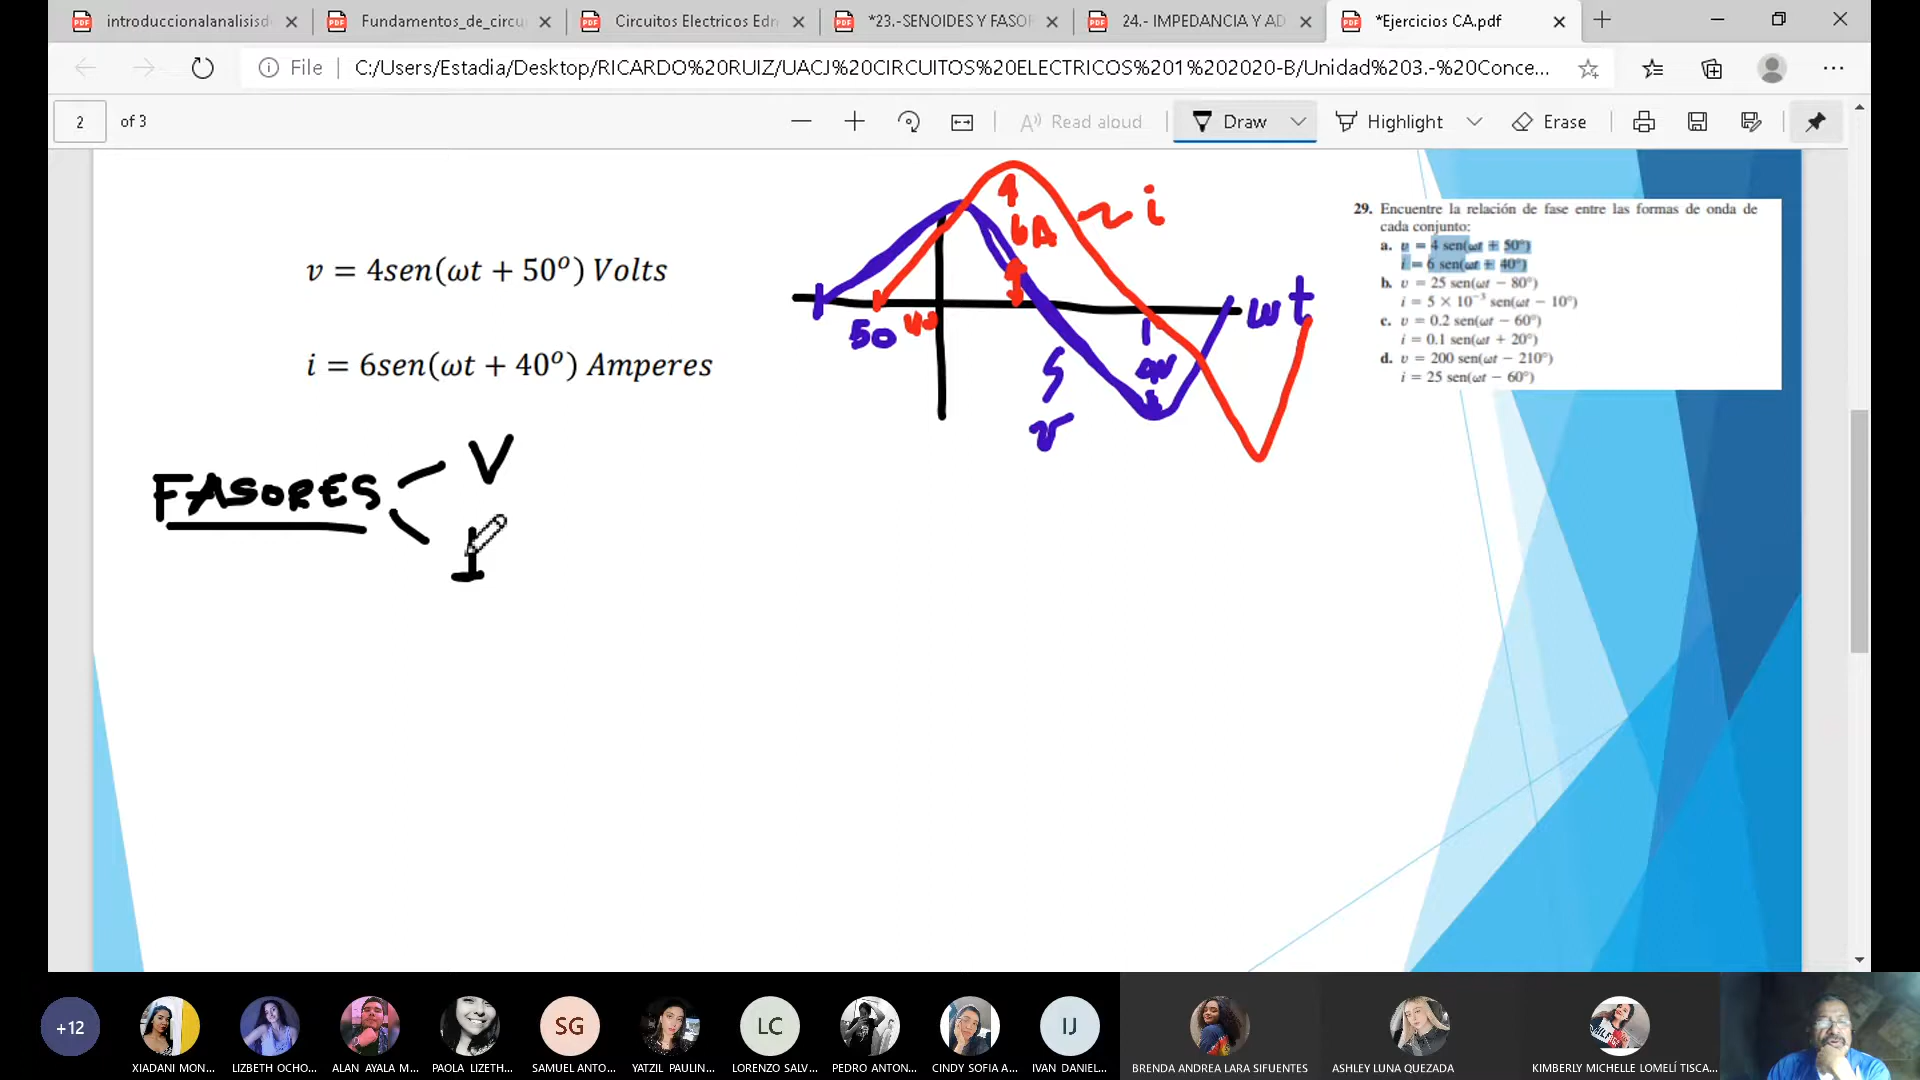 introduccionalanalisisd
Fundamentos_de_circu
Circuitos Electricos Edn
*23.-SENOIDES Y FASOR
24.- IMPEDANCIA Y AD
*Ejercicios CA.pdf
File
C:/Users/Estadia/Desktop/RICARDO%20RUIZ/UACJ%20CIRCUITOS%20ELECTRICOS%201%202020-B/Unidad%203.-%20Conce...
2 of 3
Read aloud
Draw
Highlight
Erase
v = 4sen(ωt + 50º) Volts
i = 6sen(ωt + 40º) Amperes
FASORES
V
I
i
6A
50
40
4V
v
wt
29. Encuentre la relación de fase entre las formas de onda de
cada conjunto:
a. v = 4 sen(ωt + 50°)
i = 6 sen(ωt + 40°)
b. v = 25 sen(ωt − 80°)
i = 5 × 10⁻³ sen(ωt − 10°)
c. v = 0.2 sen(ωt − 60°)
i = 0.1 sen(ωt + 20°)
d. v = 200 sen(ωt − 210°)
i = 25 sen(ωt − 60°)
+12
SG
LC
IJ
XIADANI MON...
LIZBETH OCHO...
ALAN AYALA M...
PAOLA LIZETH...
SAMUEL ANTO...
YATZIL PAULIN...
LORENZO SALV...
PEDRO ANTON...
CINDY SOFIA A...
IVAN DANIEL...
BRENDA ANDREA LARA SIFUENTES
ASHLEY LUNA QUEZADA
KIMBERLY MICHELLE LOMELÍ TISCA...